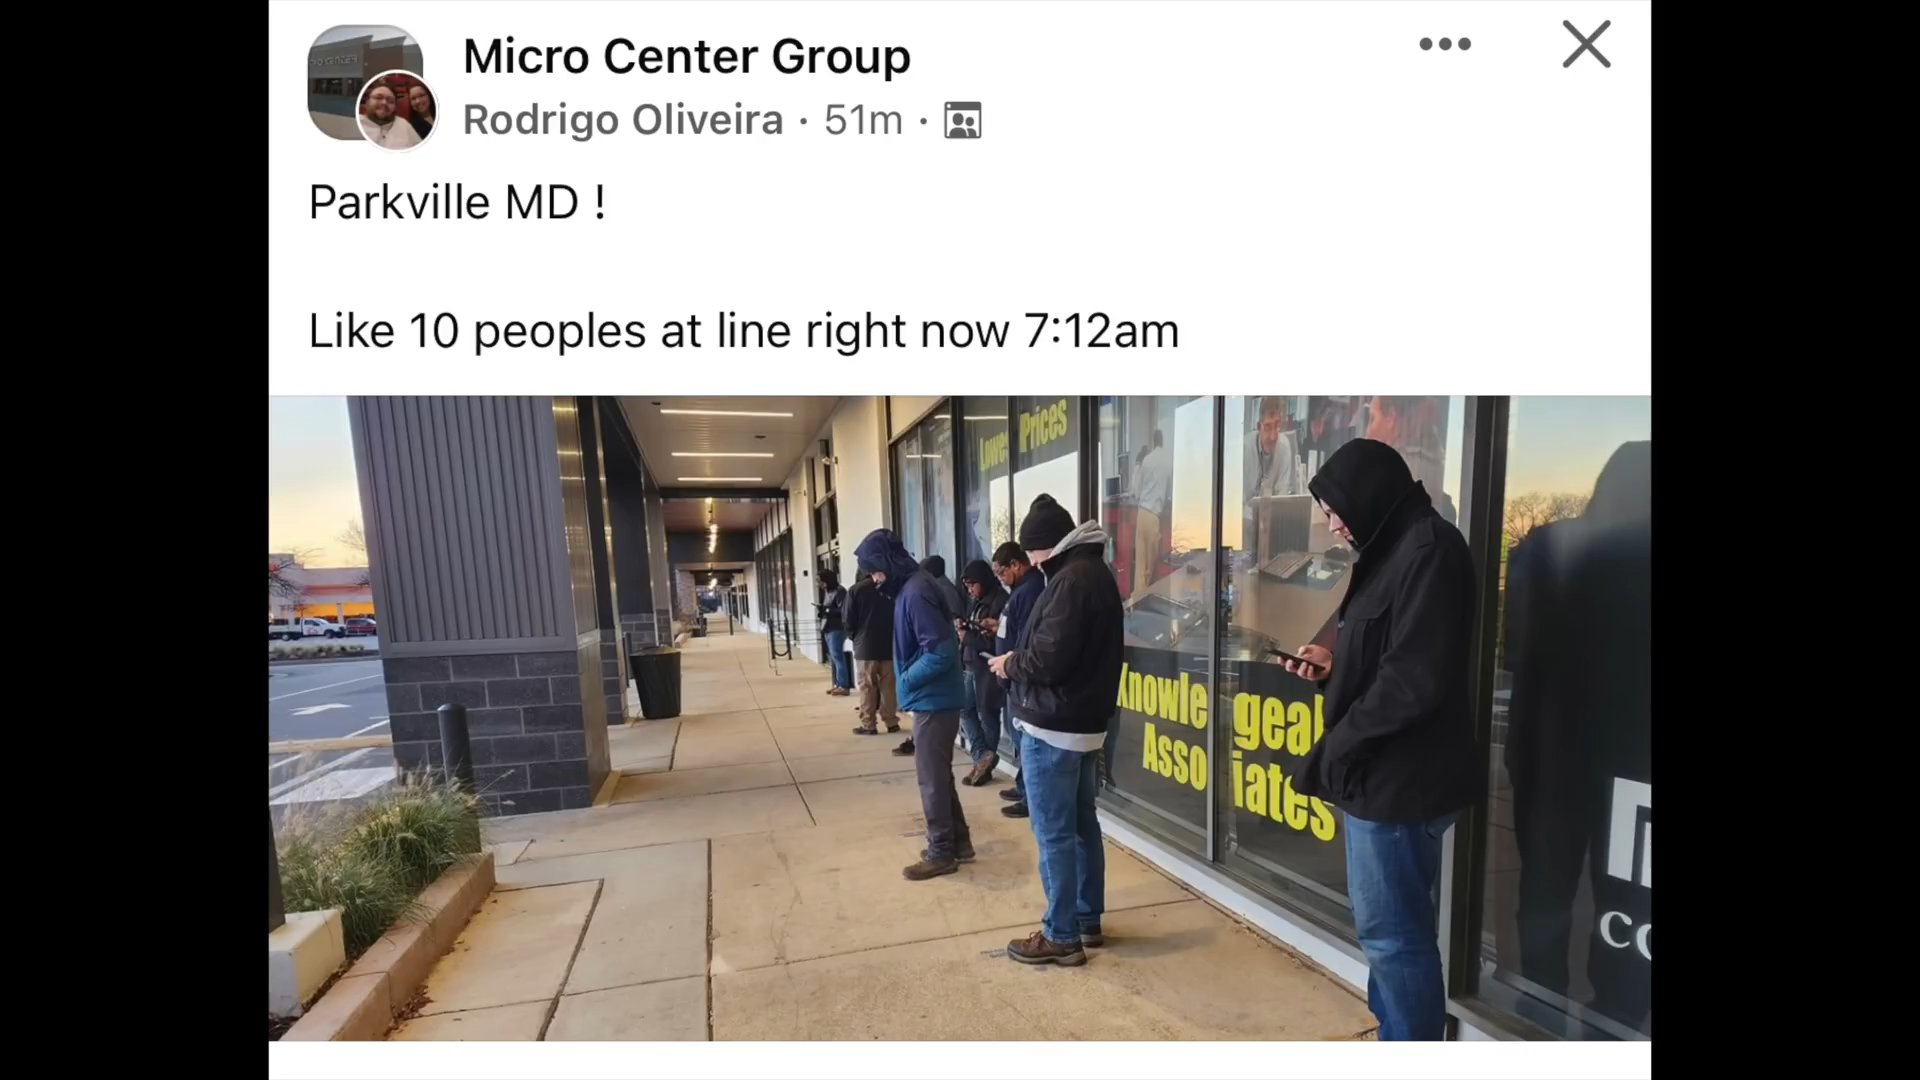 Micro Center Group
Rodrigo Oliveira · 51m ·
Parkville MD !
Like 10 peoples at line right now 7:12am
Lowes Prices
Knowle geal
Asso iates